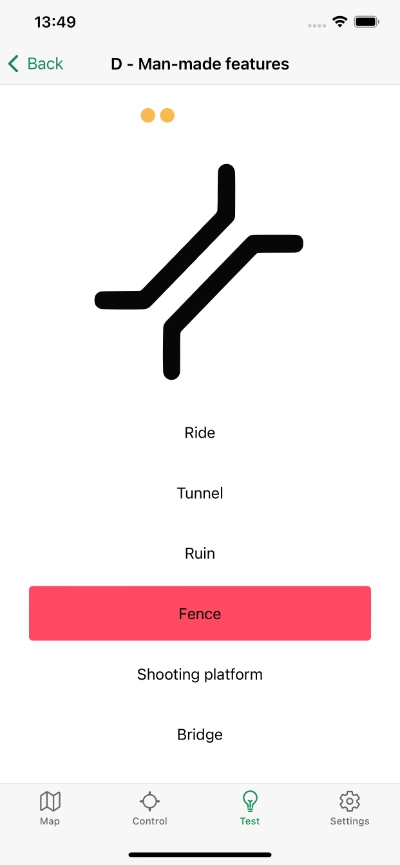 13:49
Back
D - Man-made features
Ride
Tunnel
Ruin
Fence
Shooting platform
Bridge
Map
Control
Test
Settings